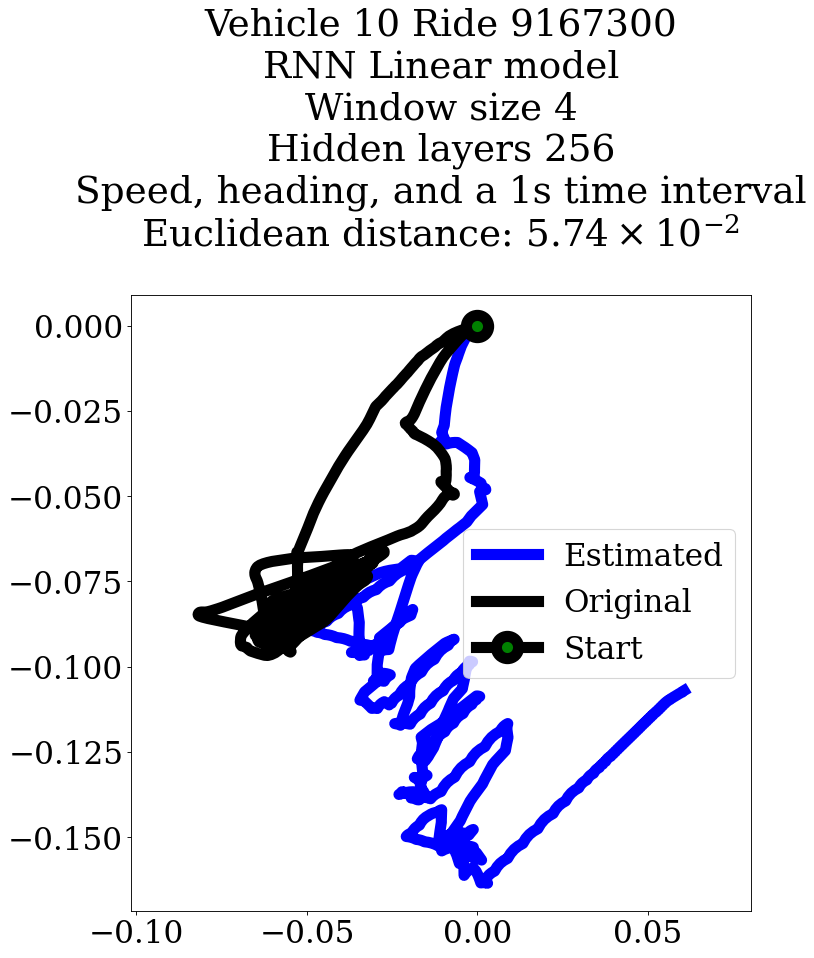 Vehicle 10 Ride 9167300
RNN Linear model
Window size 4
Hidden layers 256
Speed, heading, and a 1s time interval
Euclidean distance: 5.74 × 10⁻²
0.000
−0.025
−0.050
−0.075
−0.100
−0.125
−0.150
Estimated
Original
Start
−0.10 −0.05 0.00 0.05